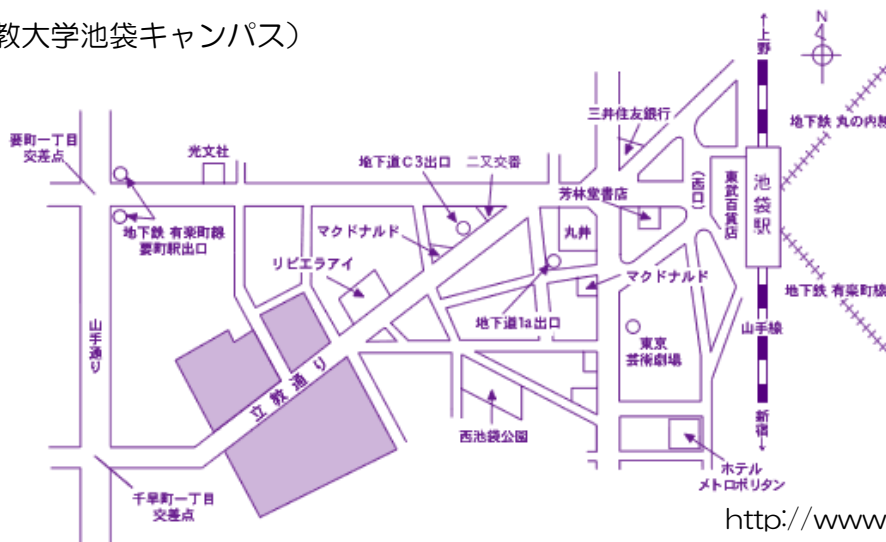 教大学池袋キャンパス）
N
↑上野
三井住友銀行
地下鉄 丸の内線
要町一丁目
交差点
光文社
地下道C3出口
二又交番
芳林堂書店
（西口）
東武百貨店
池袋駅
地下鉄 有楽町線
要町駅出口
マクドナルド
丸井
リビエラアイ
マクドナルド
地下鉄 有楽町線
地下道1a出口
山手通り
山手線
東京
芸術劇場
立教通り
新宿↓
西池袋公園
ホテル
メトロポリタン
千早町一丁目
交差点
http://www